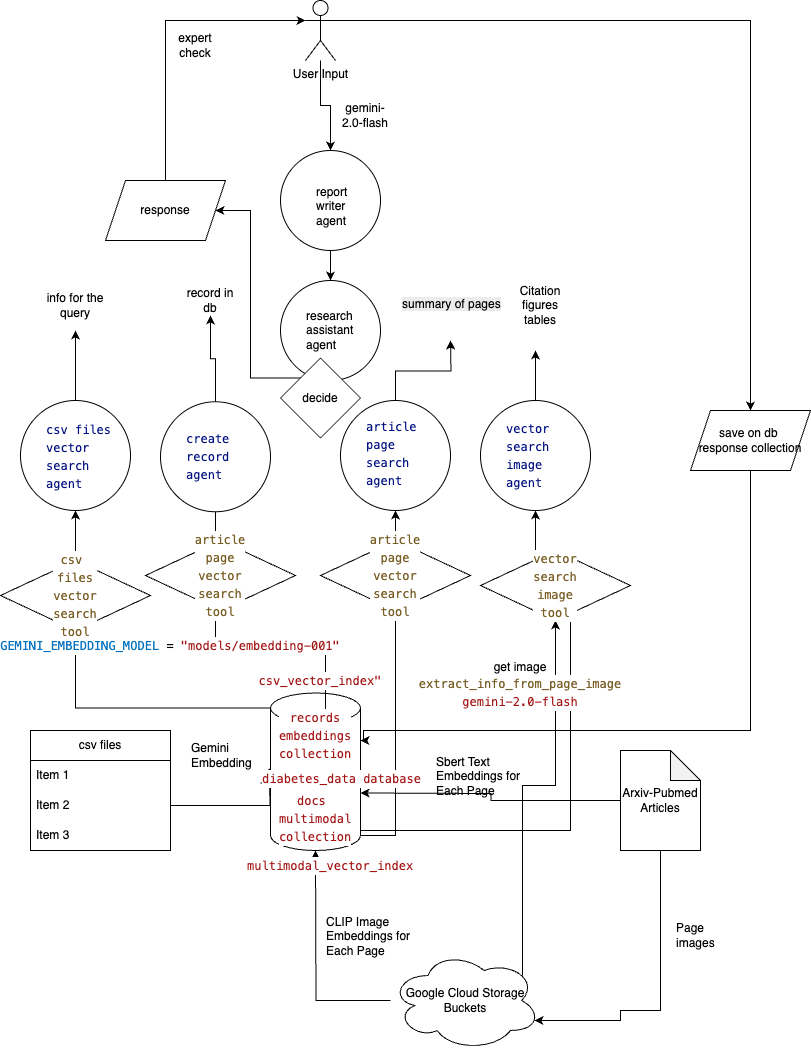 expert
check
User Input
gemini-
2.0-flash
report
writer
agent
response
info for the
query
record in
db
research
assistant
agent
summary of pages
Citation
figures
tables
decide
csv files
vector
search
agent
create
record
agent
article
page
search
agent
vector
search
image
agent
save on db
response collection
csv
files
vector
search
tool
article
page
vector
search
tool
article
page
vector
search
tool
vector
search
image
tool
GEMINI_EMBEDDING_MODEL = "models/embedding-001"
csv_vector_index"
get image
extract_info_from_page_image
gemini-2.0-flash
records
embeddings
collection
diabetes_data database
docs
multimodal
collection
multimodal_vector_index
csv files
Item 1
Item 2
Item 3
Gemini
Embedding
Sbert Text
Embeddings for
Each Page
Arxiv-Pubmed
Articles
CLIP Image
Embeddings for
Each Page
Page
images
Google Cloud Storage
Buckets